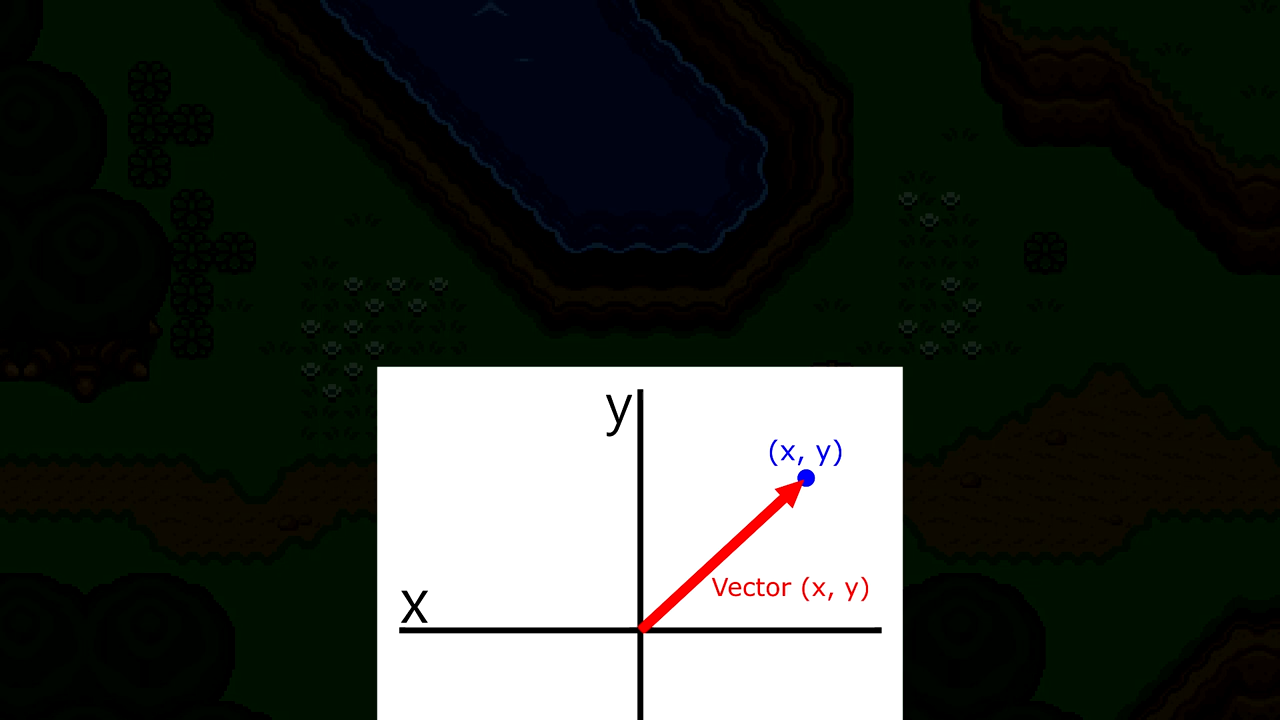 y
(x, y)
Vector (x, y)
x